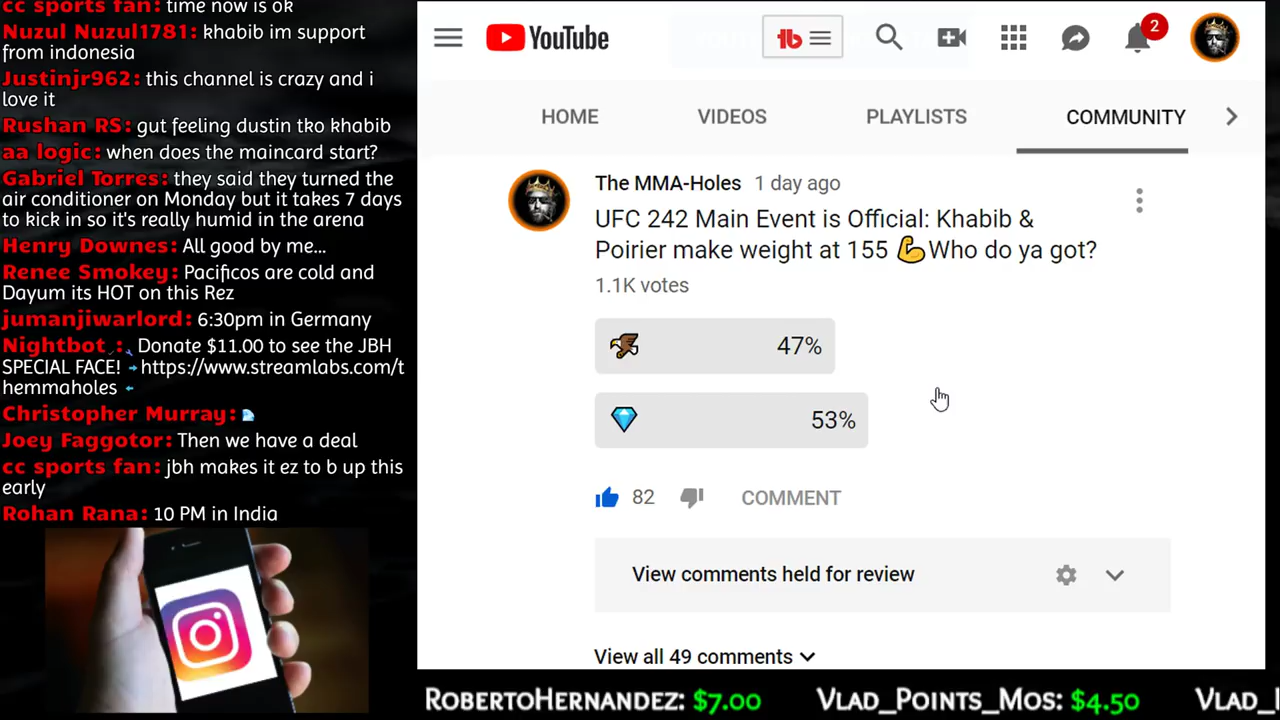 cc sports fan: time now is ok
Nuzul Nuzul1781: khabib im support
from indonesia
Justinjr962: this channel is crazy and i
love it
Rushan RS: gut feeling dustin tko khabib
aa logic: when does the maincard start?
Gabriel Torres: they said they turned the
air conditioner on Monday but it takes 7 days
to kick in so it's really humid in the arena
Henry Downes: All good by me...
Renee Smokey: Pacificos are cold and
Dayum its HOT on this Rez
jumanjiwarlord: 6:30pm in Germany
Nightbot: Donate $11.00 to see the JBH
SPECIAL FACE! https://www.streamlabs.com/t
hemmaholes
Christopher Murray:
Joey Faggotor: Then we have a deal
cc sports fan: jbh makes it ez to b up this
early
Rohan Rana: 10 PM in India
YouTube
tb
2
HOME VIDEOS PLAYLISTS COMMUNITY
The MMA-Holes 1 day ago
UFC 242 Main Event is Official: Khabib &
Poirier make weight at 155 💪Who do ya got?
1.1K votes
47%
53%
82 COMMENT
View comments held for review
View all 49 comments
RobertoHernandez: $7.00 Vlad_Points_Mos: $4.50 Vlad_